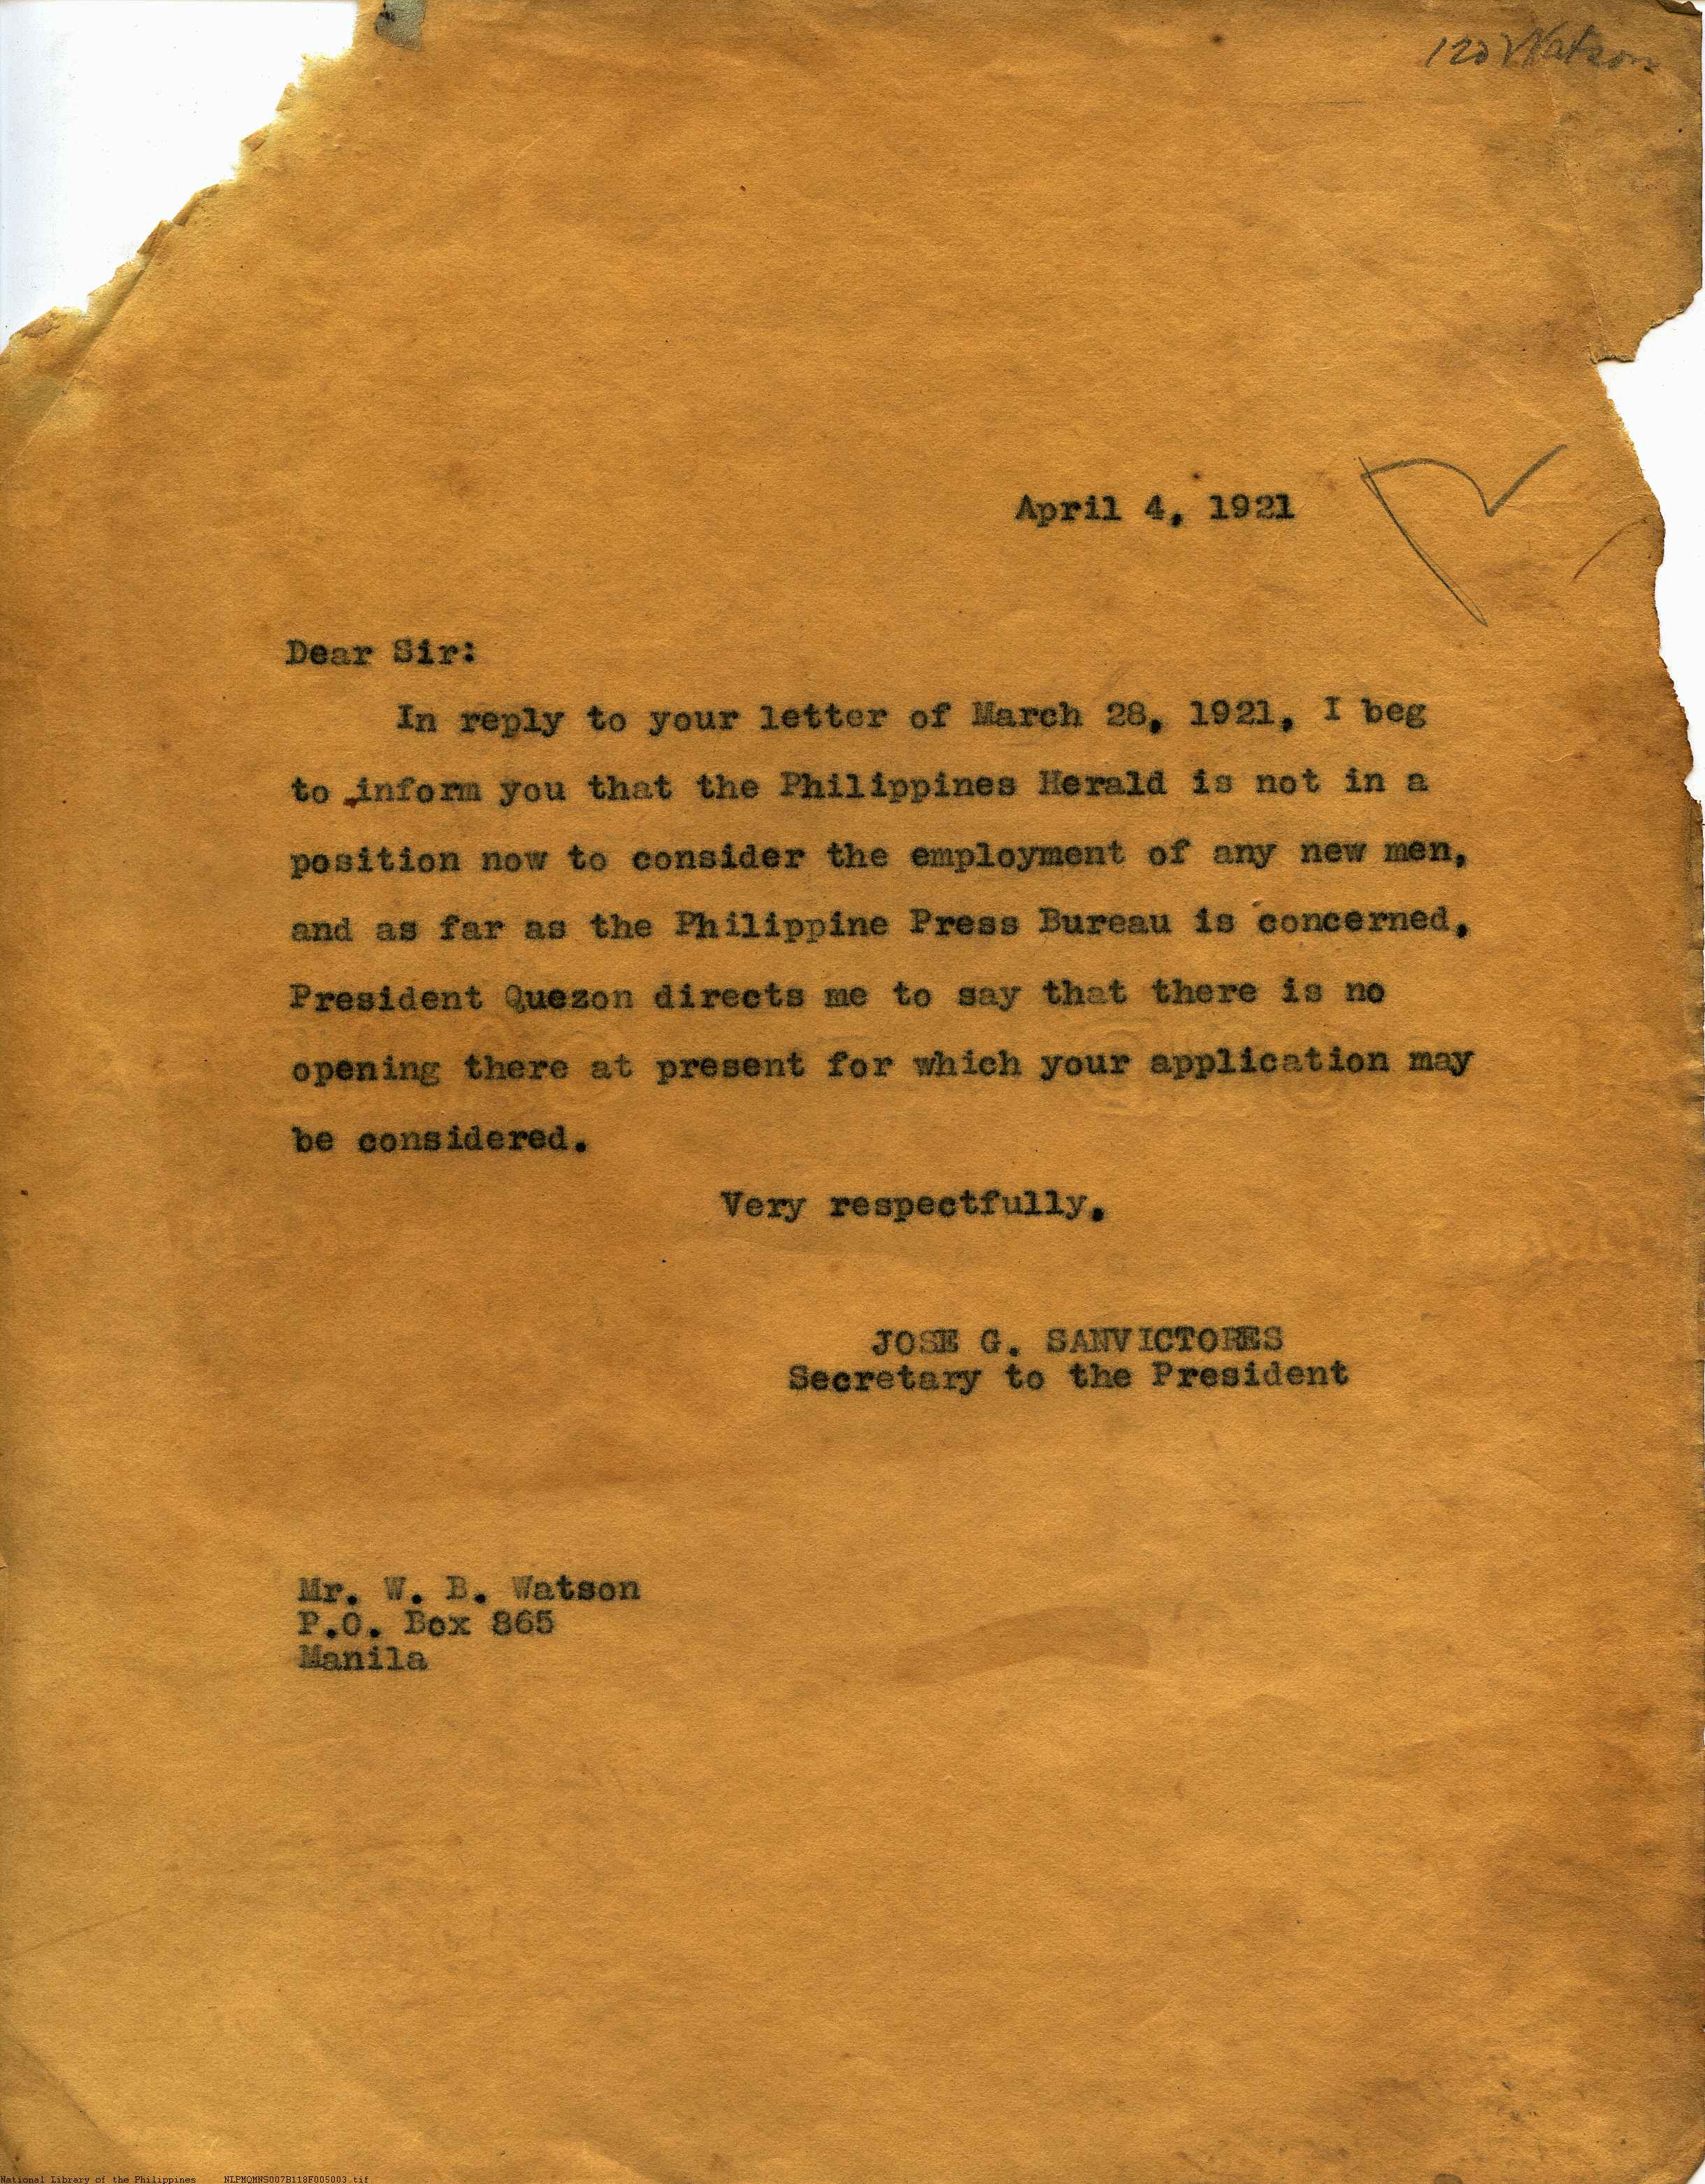 120 Watson
April 4, 1921
Dear Sir:
In reply to your letter of March 28, 1921, I beg
to inform you that the Philippines Herald is not in a
position now to consider the employment of any new men,
and as far as the Philippine Press Bureau is concerned,
President Quezon directs me to say that there is no
opening there at present for which your application may
be considered.
Very respectfully,
JOSE G. SANVICTORES
Secretary to the President
Mr. W. B. Watson
P.O. Box 865
Manila
National Library of the Philippines NLPMQMNS007B118F005003.tif